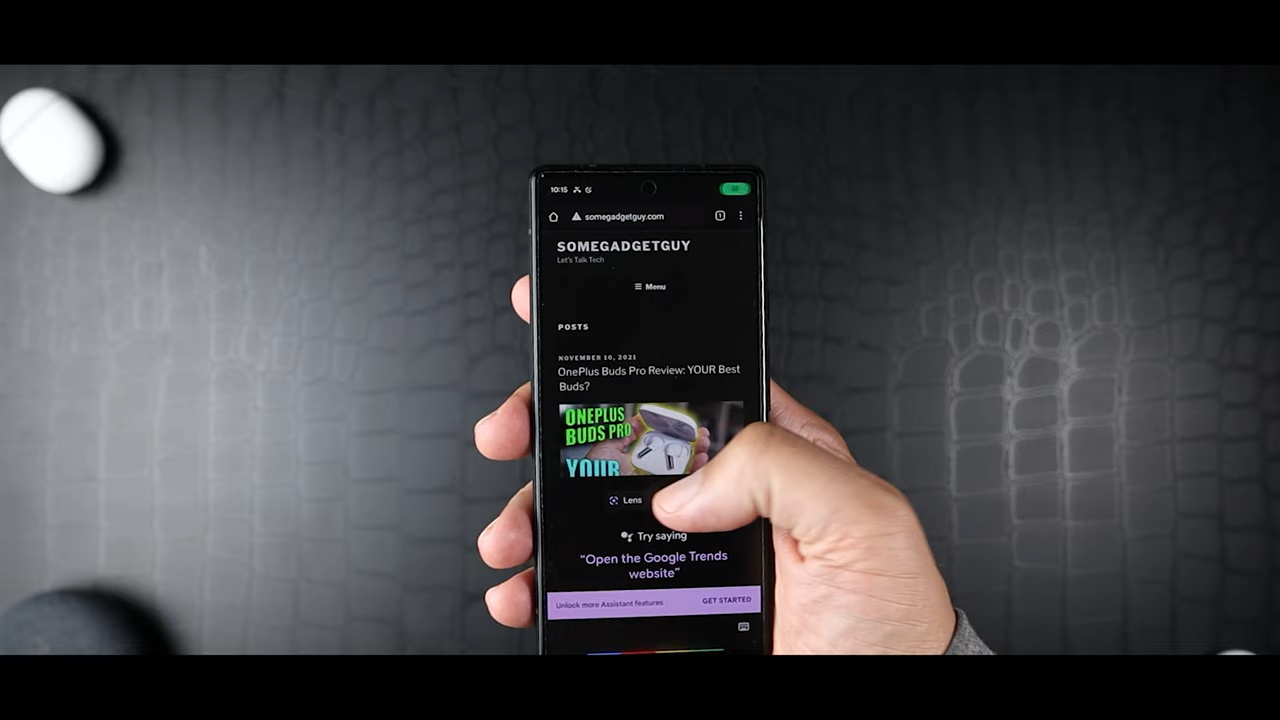 10:15
somegadgetguy.com
1
SOMEGADGETGUY
Let's Talk Tech
Menu
POSTS
NOVEMBER 10, 2021
OnePlus Buds Pro Review: YOUR Best
Buds?
ONEPLUS
BUDS PRO
YOUR
Lens
Try saying
“Open the Google Trends
website”
Unlock more Assistant features GET STARTED